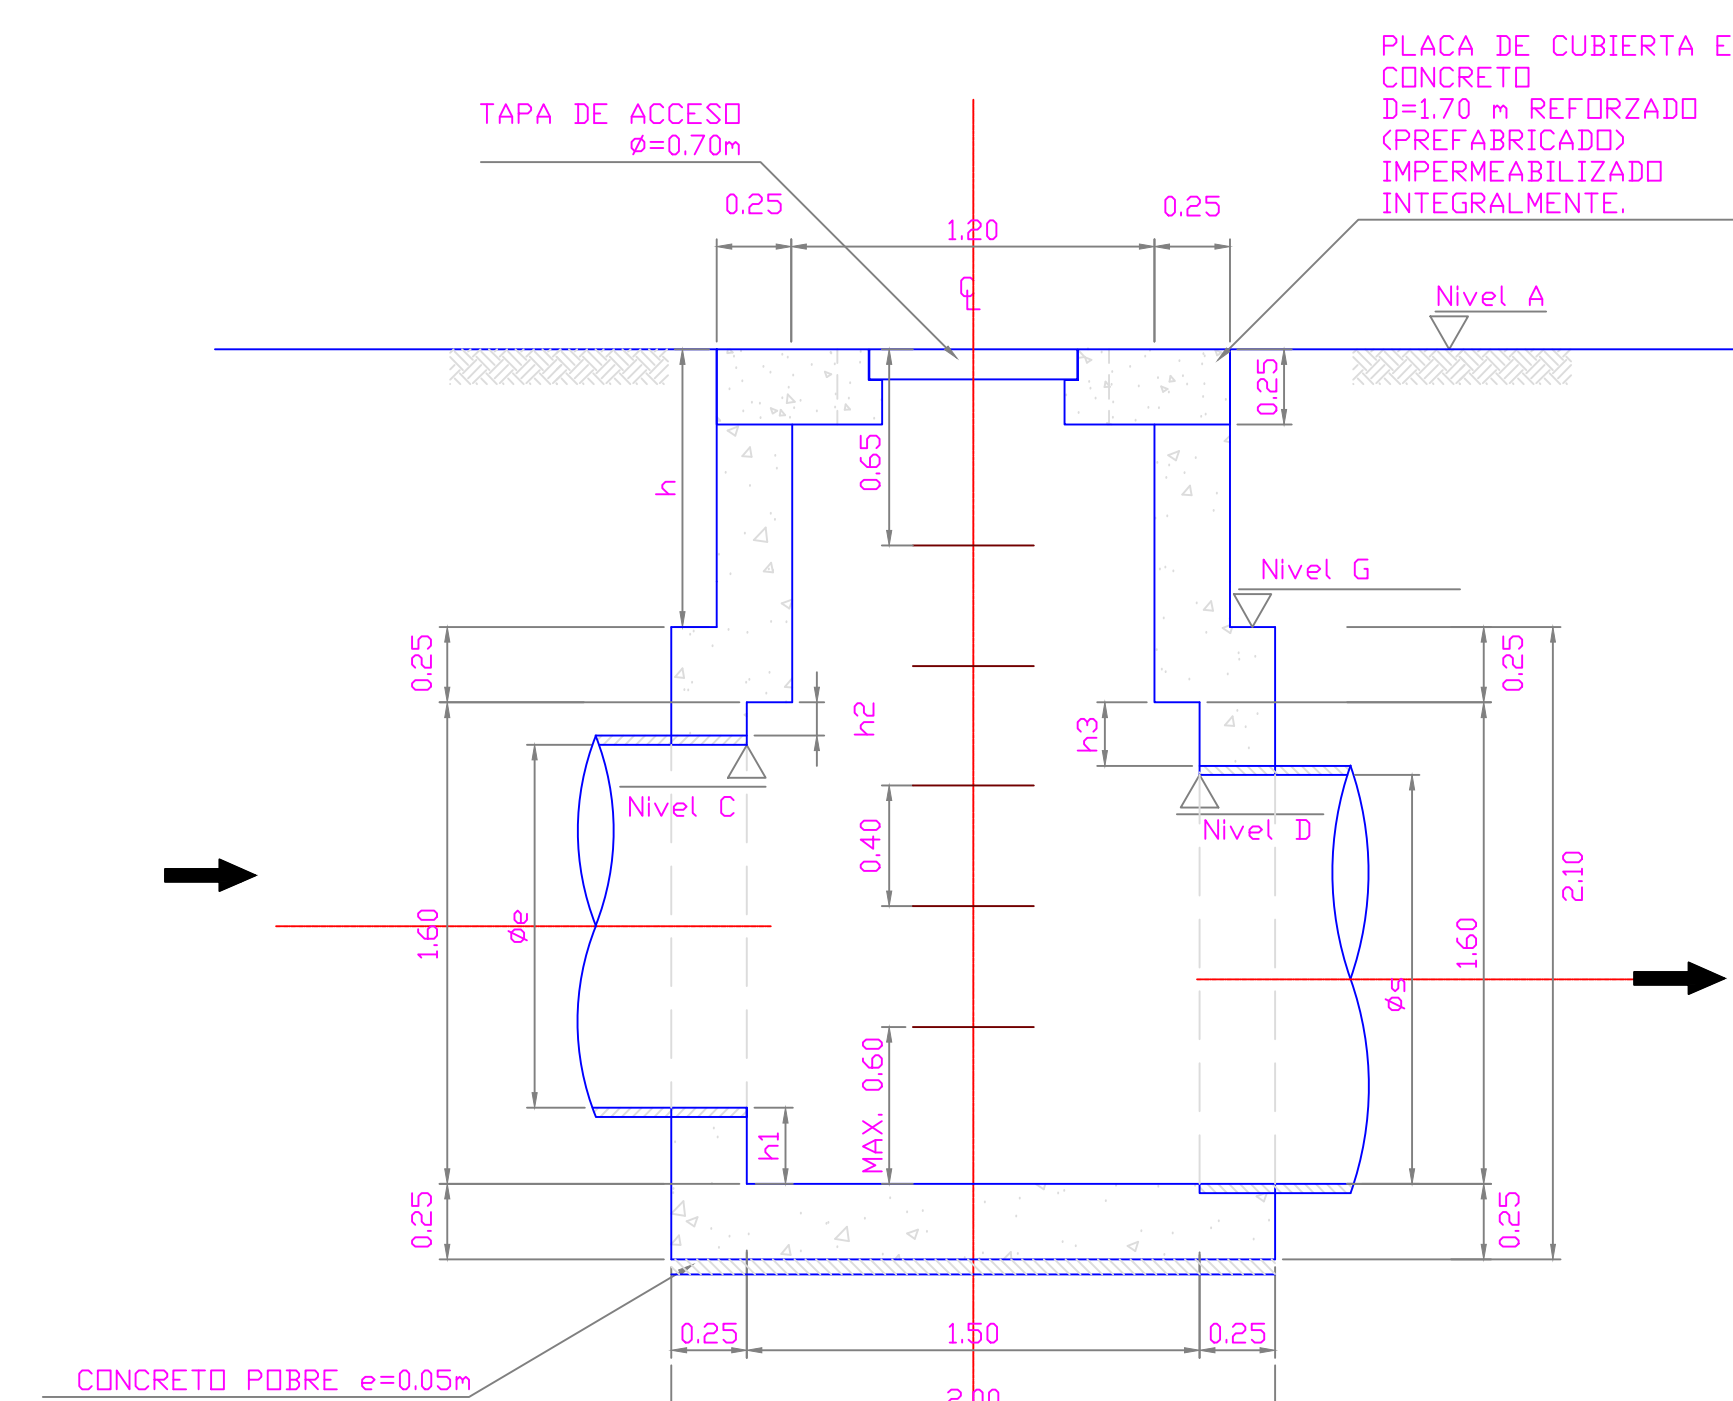 PLACA DE CUBIERTA E
CONCRETO
D=1.70 m REFORZADO
(PREFABRICADO)
IMPERMEABILIZADO
INTEGRALMENTE.
TAPA DE ACCESO
ø=0.70m
0.25
1.20
0.25
Nivel A
0.25
0.65
h
Nivel G
0.25
0.25
h2
h3
Nivel C
Nivel D
0.40
2.10
1.60
øe
1.60
øs
MAX. 0.60
h1
0.25
0.25
0.25
1.50
0.25
CONCRETO POBRE e=0.05m
2.00